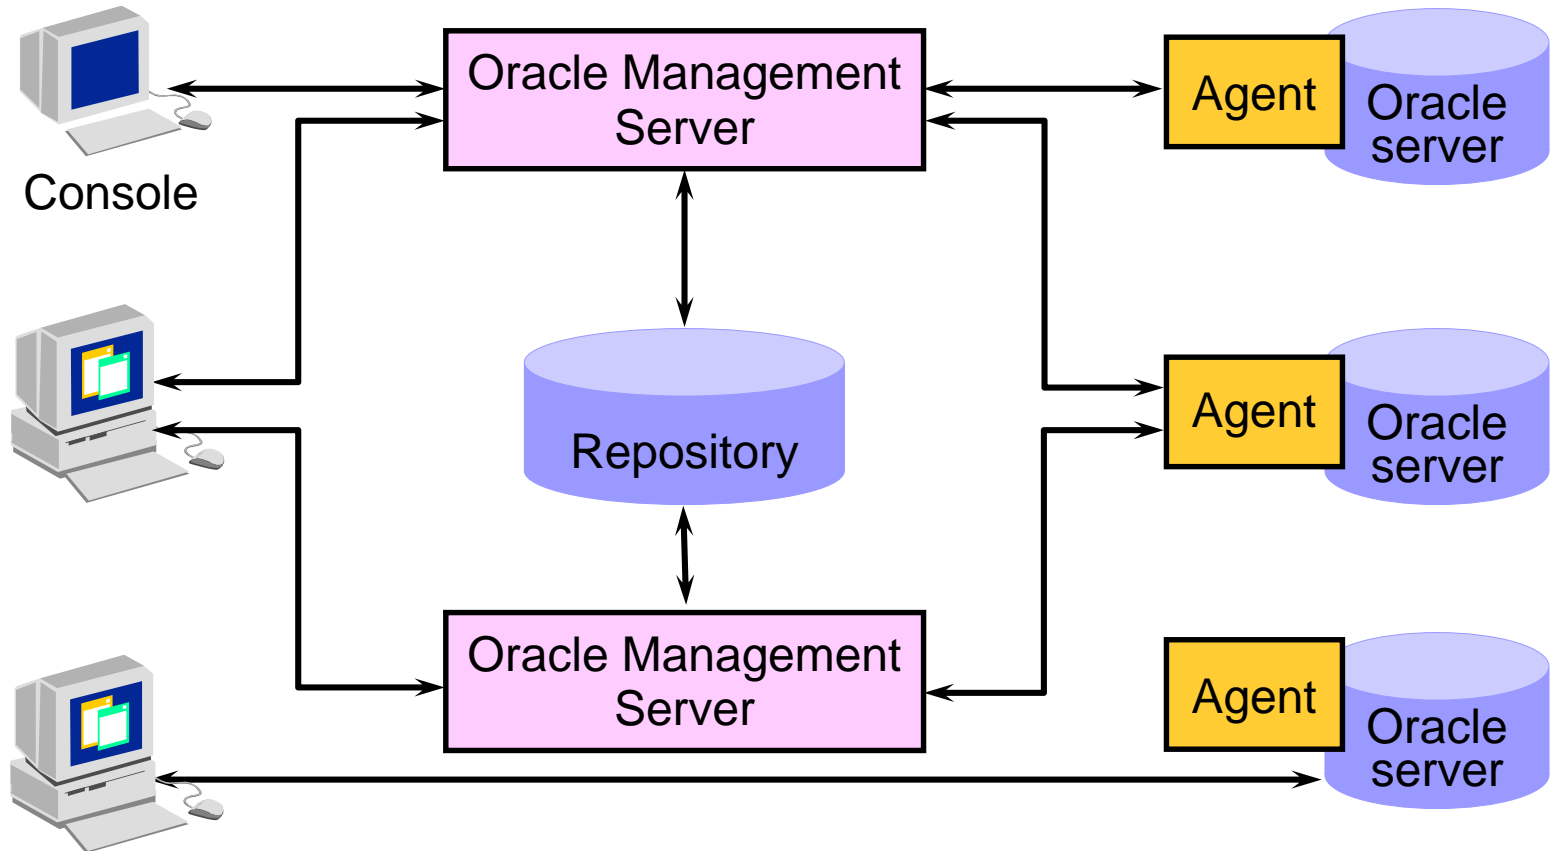 Oracle Management
Server
Agent
Oracle
server
Console
Agent
Oracle
server
Repository
Oracle Management
Server
Agent
Oracle
server